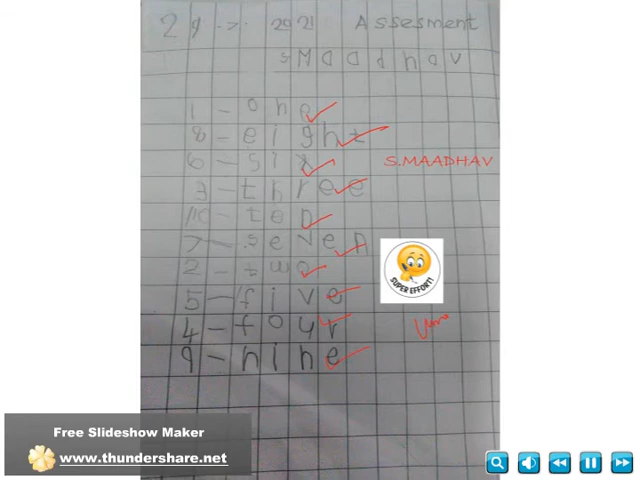 29 . 7 . 2021 Assesment
1 - one
8 - eight
6 - six
S.MAADHAV
3 - three
10 - ten
7 - seven
2 - two
SUPER EFFORT!
5 - five
4 - four
9 - nine
Free Slideshow Maker
www.thundershare.net